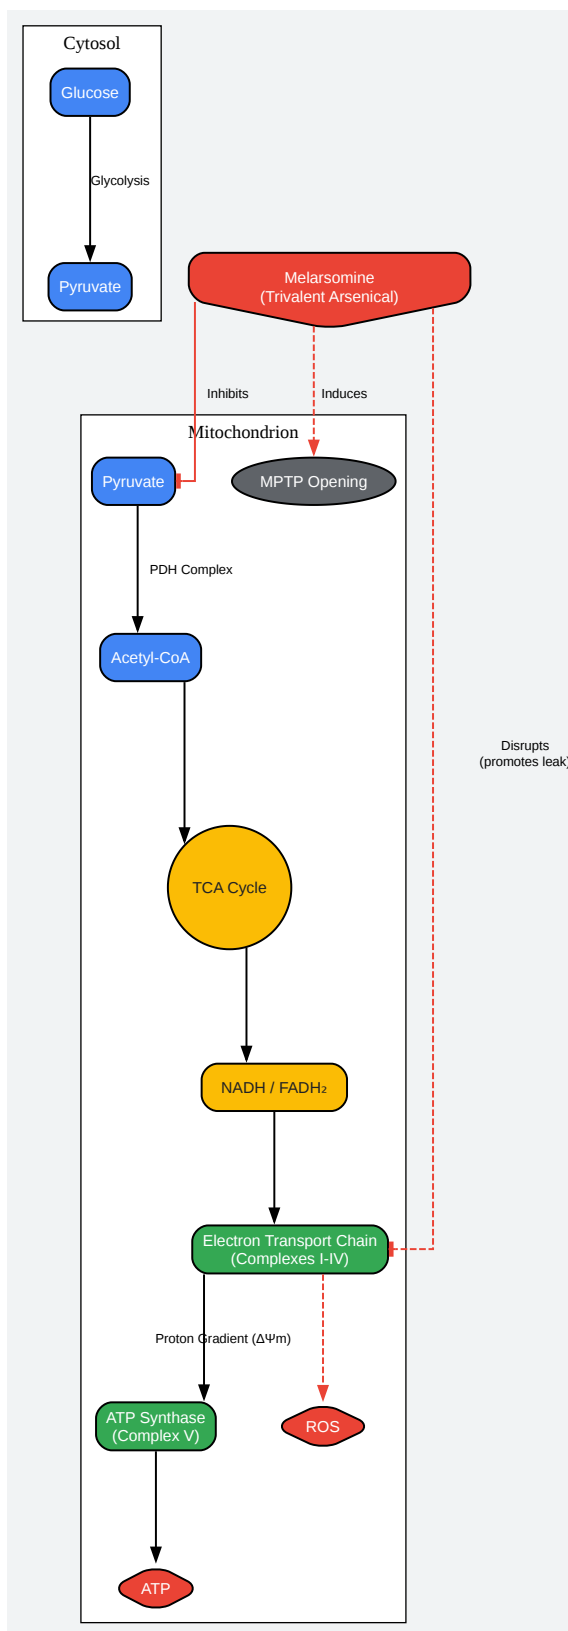 Cytosol
Glucose
Glycolysis
Pyruvate
Melarsomine
(Trivalent Arsenical)
Inhibits
Induces
Mitochondrion
Pyruvate
MPTP Opening
PDH Complex
Acetyl-CoA
Disrupts
(promotes leak)
TCA Cycle
NADH / FADH₂
Electron Transport Chain
(Complexes I-IV)
Proton Gradient (ΔΨm)
ATP Synthase
(Complex V)
ROS
ATP